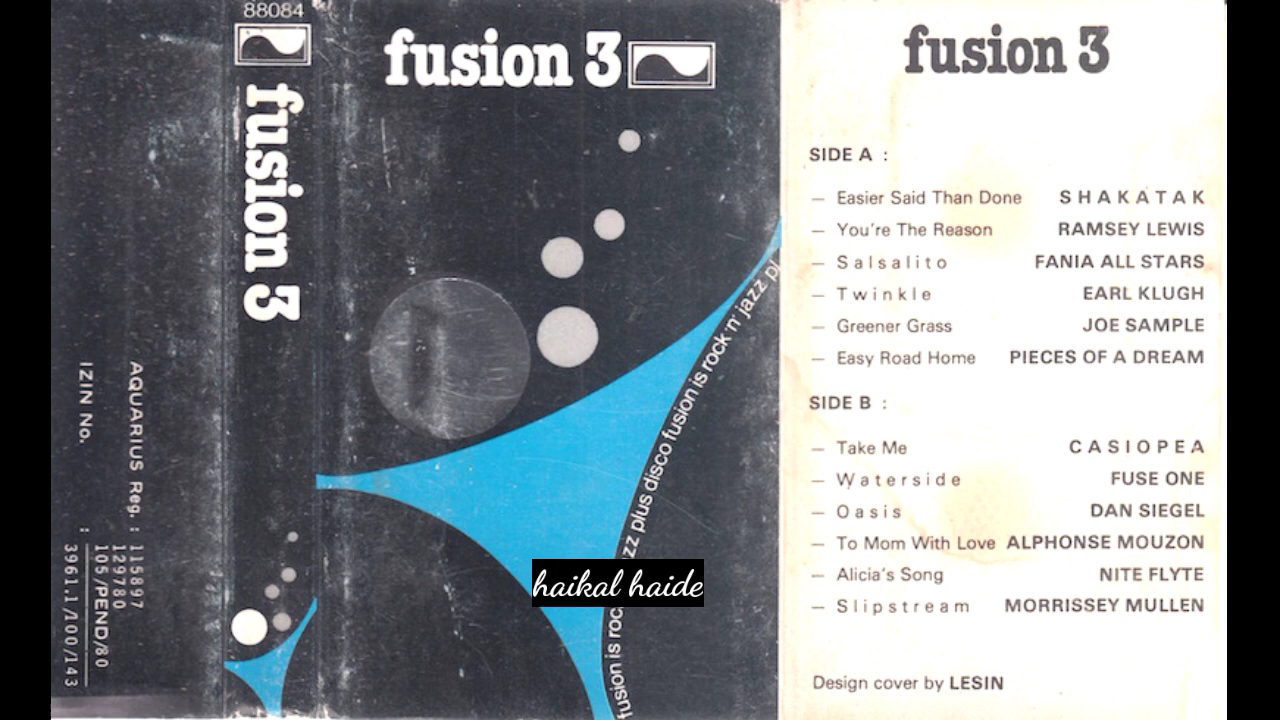 88084
fusion 3
AQUARIUS Reg. : 115897
129780
105/PEND/80
IZIN No. : 3961.1/100/143
fusion 3
fusion is rock 'n' jazz pl
fusion is roc
zz plus disco
haikal haide
fusion 3
SIDE A :
— Easier Said Than Done SHAKATAK
— You're The Reason RAMSEY LEWIS
— Salsalito FANIA ALL STARS
— Twinkle EARL KLUGH
— Greener Grass JOE SAMPLE
— Easy Road Home PIECES OF A DREAM
SIDE B :
— Take Me CASIOPEA
— Waterside FUSE ONE
— Oasis DAN SIEGEL
— To Mom With Love ALPHONSE MOUZON
— Alicia's Song NITE FLYTE
— Slipstream MORRISSEY MULLEN
Design cover by LESIN